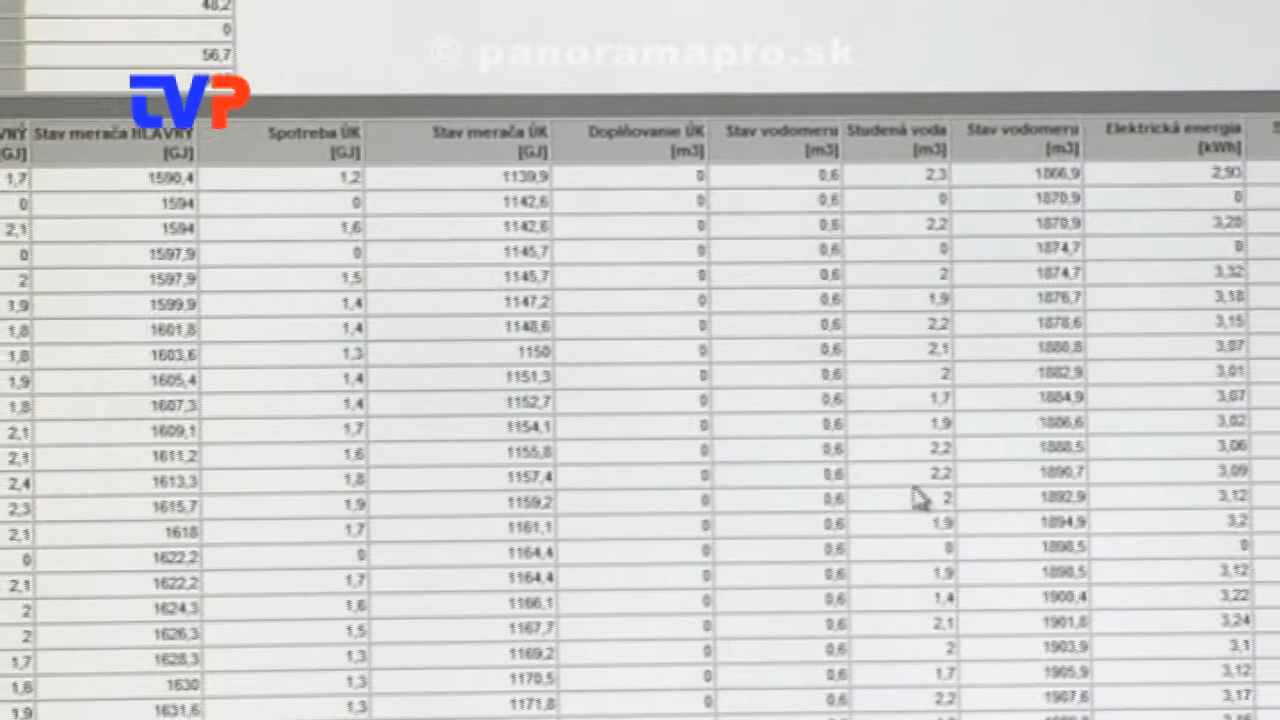 48,2
0
56,7
© panoramapro.sk
tVP
VNÝ Stav merača HLAVNÝ Spotreba ÚK Stav merača ÚK Doplňovanie ÚK Stav vodomeru Studená voda Stav vodomeru Elektrická energia
[GJ] [GJ] [GJ] [GJ] [m3] [m3] [m3] [m3] [kWh]
1,7 1590,4 1,2 1139,9 0 0,6 2,3 1866,9 2,93
0 1594 0 1142,6 0 0,6 0 1870,9 0
2,1 1594 1,6 1142,6 0 0,6 2,2 1870,9 3,28
0 1597,9 0 1145,7 0 0,6 0 1874,7 0
2 1597,9 1,5 1145,7 0 0,6 2 1874,7 3,32
1,9 1599,9 1,4 1147,2 0 0,6 1,9 1876,7 3,18
1,8 1601,8 1,4 1148,6 0 0,6 2,2 1878,6 3,15
1,8 1603,6 1,3 1150 0 0,6 2,1 1880,8 3,07
1,9 1605,4 1,4 1151,3 0 0,6 2 1882,9 3,01
1,8 1607,3 1,4 1152,7 0 0,6 1,7 1884,9 3,07
2,1 1609,1 1,7 1154,1 0 0,6 1,9 1886,6 3,02
2,1 1611,2 1,6 1155,8 0 0,6 2,2 1888,5 3,06
2,4 1613,3 1,8 1157,4 0 0,6 2,2 1890,7 3,09
2,3 1615,7 1,9 1159,2 0 0,6 2 1892,9 3,12
2,1 1618 1,7 1161,1 0 0,6 1,9 1894,9 3,2
0 1622,2 0 1164,4 0 0,6 0 1898,5 0
2,1 1622,2 1,7 1164,4 0 0,6 1,9 1898,5 3,12
2 1624,3 1,6 1166,1 0 0,6 1,4 1900,4 3,22
2 1626,3 1,5 1167,7 0 0,6 2,1 1901,8 3,24
1,7 1628,3 1,3 1169,2 0 0,6 2 1903,9 3,1
1,6 1630 1,3 1170,5 0 0,6 1,7 1905,9 3,12
1,9 1631,6 1,3 1171,8 0 0,6 2,2 1907,6 3,17